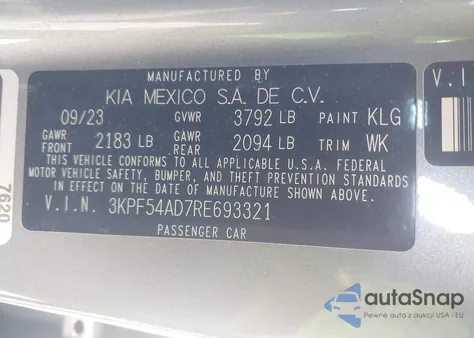 MANUFACTURED BY
KIA MEXICO S.A. DE C.V.
09/23 GVWR 3792 LB PAINT KLG
GAWR FRONT 2183 LB GAWR REAR 2094 LB TRIM WK
THIS VEHICLE CONFORMS TO ALL APPLICABLE U.S.A. FEDERAL
MOTOR VEHICLE SAFETY, BUMPER, AND THEFT PREVENTION STANDARDS
IN EFFECT ON THE DATE OF MANUFACTURE SHOWN ABOVE.
V.I.N. 3KPF54AD7RE693321
PASSENGER CAR
V.I
7620
autoSnap
Pewne auta z aukcji USA i EU